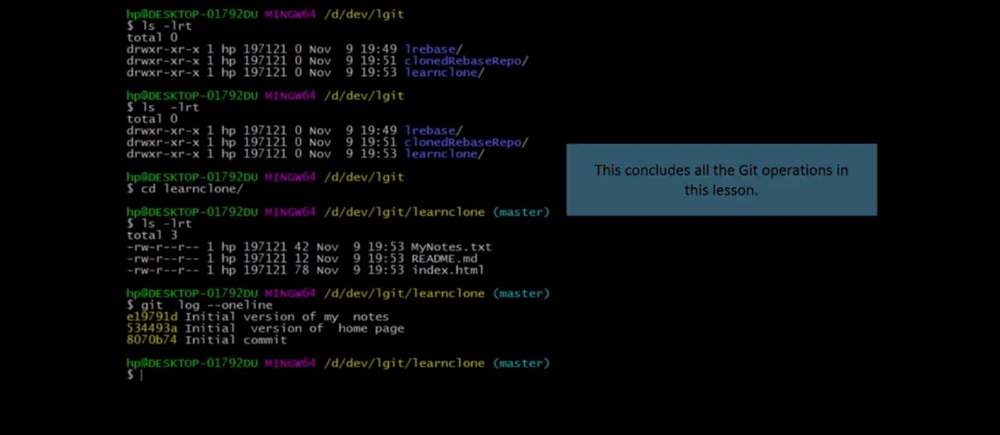 hp@DESKTOP-01792DU MINGW64 /d/dev/lgit
$ ls -lrt
total 0
drwxr-xr-x 1 hp 197121 0 Nov  9 19:49 lrebase/
drwxr-xr-x 1 hp 197121 0 Nov  9 19:51 clonedRebaseRepo/
drwxr-xr-x 1 hp 197121 0 Nov  9 19:53 learnclone/
hp@DESKTOP-01792DU MINGW64 /d/dev/lgit
$ ls  -lrt
total 0
drwxr-xr-x 1 hp 197121 0 Nov  9 19:49 lrebase/
drwxr-xr-x 1 hp 197121 0 Nov  9 19:51 clonedRebaseRepo/
drwxr-xr-x 1 hp 197121 0 Nov  9 19:53 learnclone/
hp@DESKTOP-01792DU MINGW64 /d/dev/lgit
$ cd learnclone/
hp@DESKTOP-01792DU MINGW64 /d/dev/lgit/learnclone (master)
$ ls -lrt
total 3
-rw-r--r-- 1 hp 197121 42 Nov  9 19:53 MyNotes.txt
-rw-r--r-- 1 hp 197121 12 Nov  9 19:53 README.md
-rw-r--r-- 1 hp 197121 78 Nov  9 19:53 index.html
hp@DESKTOP-01792DU MINGW64 /d/dev/lgit/learnclone (master)
$ git  log --oneline
e19791d Initial version of my  notes
534493a Initial  version of  home page
8070b74 Initial commit
hp@DESKTOP-01792DU MINGW64 /d/dev/lgit/learnclone (master)
$
This concludes all the Git operations in
this lesson.